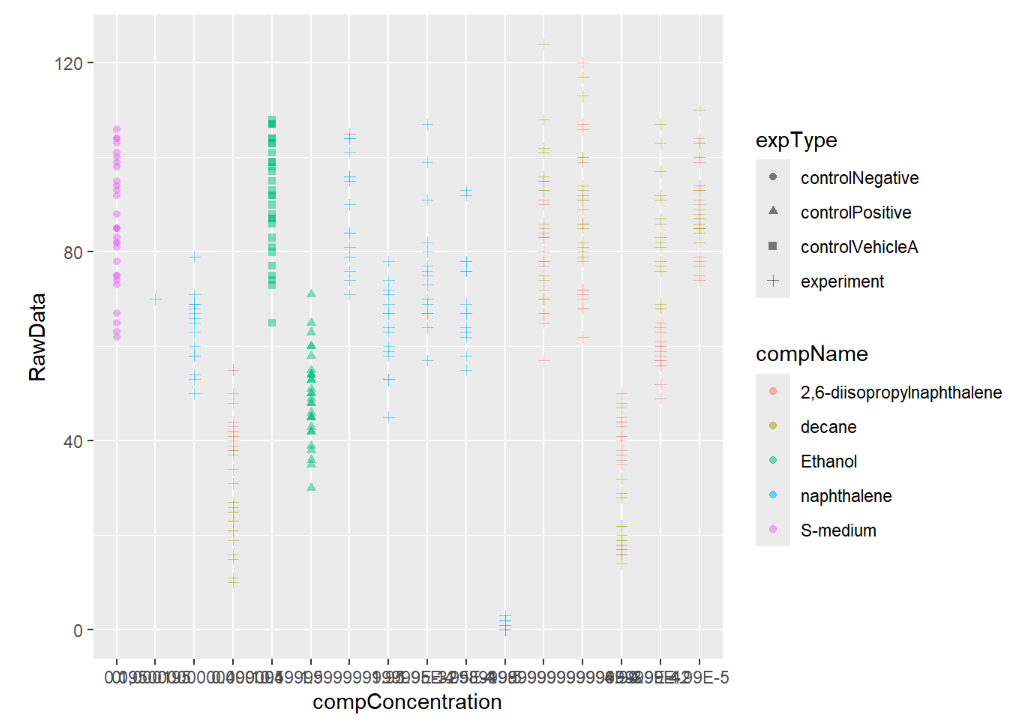 120
80
40
0
RawData
compConcentration
expType
controlNegative
controlPositive
controlVehicleA
experiment
compName
2,6-diisopropylnaphthalene
decane
Ethanol
naphthalene
S-medium